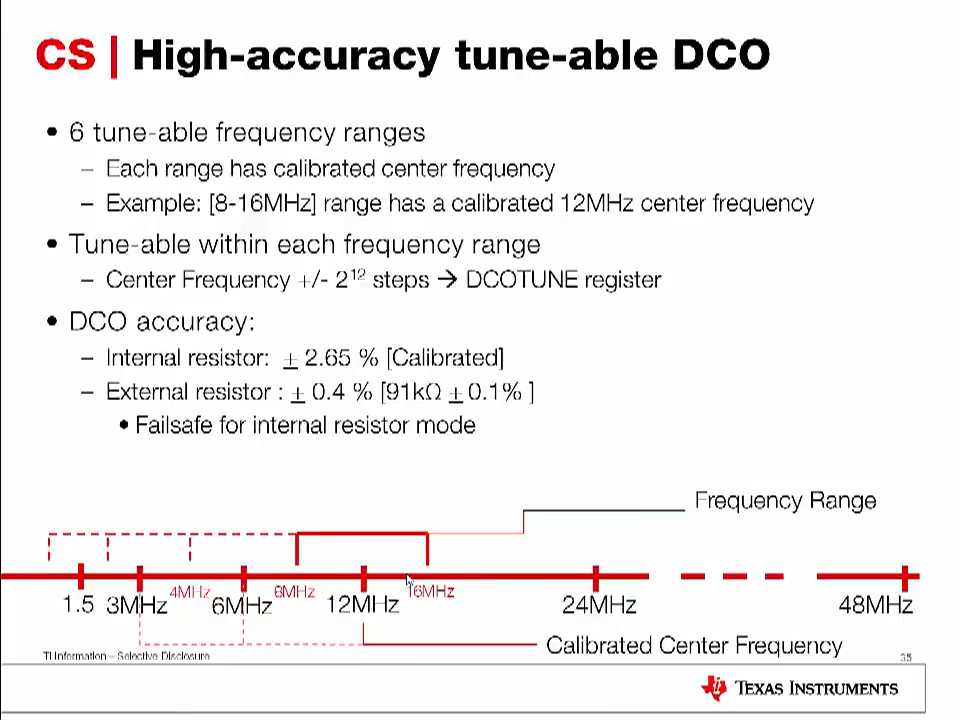 CS | High-accuracy tune-able DCO
• 6 tune-able frequency ranges
– Each range has calibrated center frequency
– Example: [8-16MHz] range has a calibrated 12MHz center frequency
• Tune-able within each frequency range
– Center Frequency +/- 2¹² steps → DCOTUNE register
• DCO accuracy:
– Internal resistor: ± 2.65 % [Calibrated]
– External resistor : ± 0.4 % [91kΩ ± 0.1% ]
• Failsafe for internal resistor mode
Frequency Range
4MHz 8MHz 16MHz
1.5 3MHz 6MHz 12MHz 24MHz 48MHz
Calibrated Center Frequency
TI Information – Selective Disclosure
35
TEXAS INSTRUMENTS